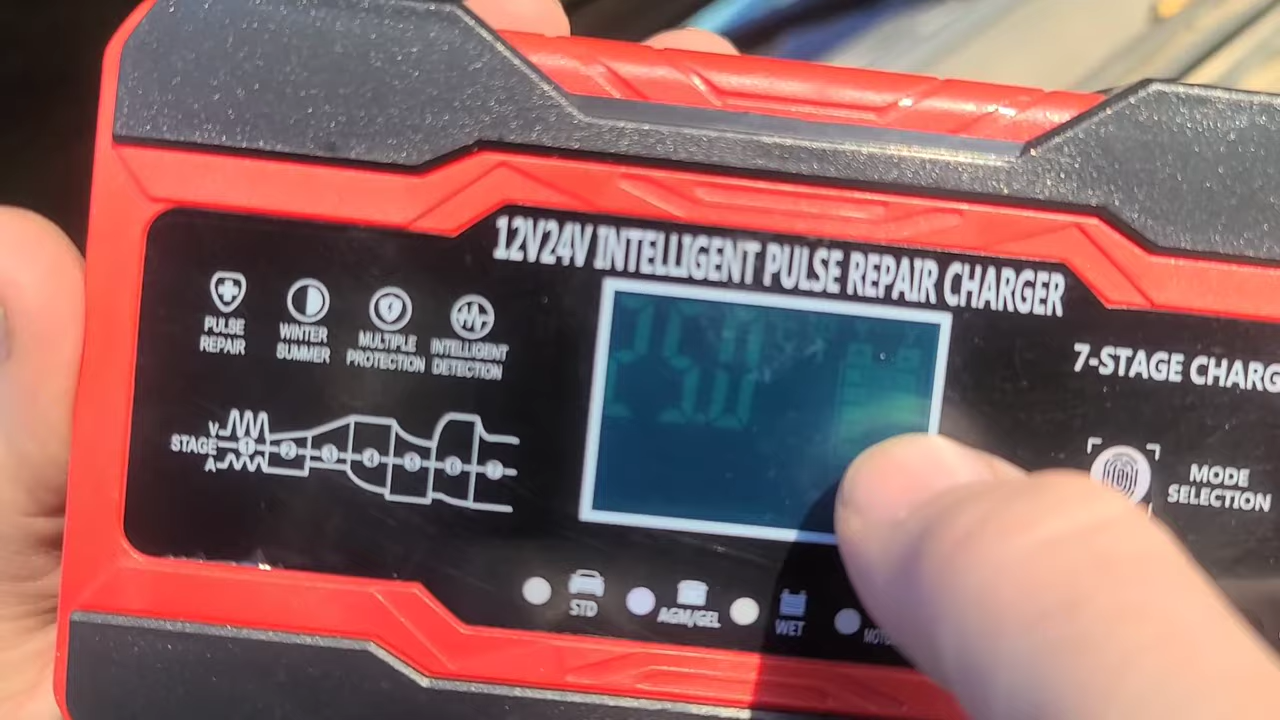 12V24V INTELLIGENT PULSE REPAIR CHARGER
PULSE
REPAIR
WINTER
SUMMER
MULTIPLE
PROTECTION
INTELLIGENT
DETECTION
7-STAGE CHARG
V
STAGE
A
1 2 3 4 5 6 7
MODE
SELECTION
STD
AGM/GEL
WET
MOTO